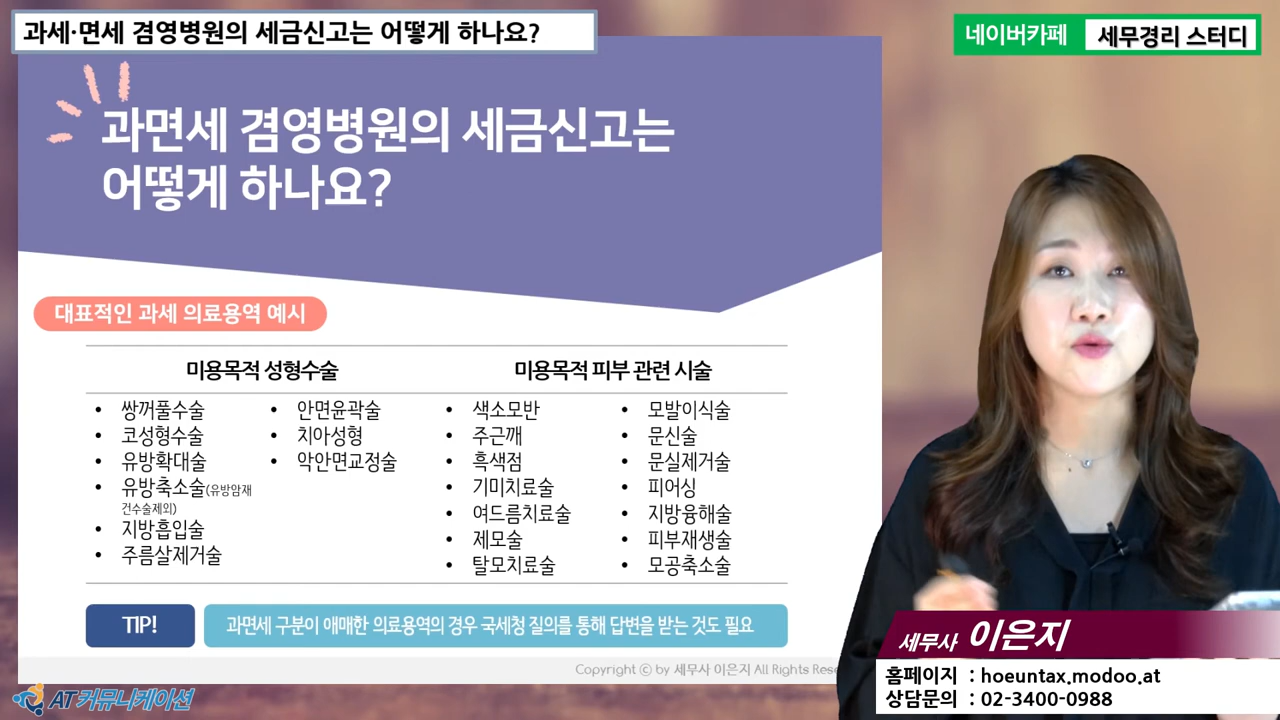 과세·면세 겸영병원의 세금신고는 어떻게 하나요?
네이버카페 세무경리 스터디
과면세 겸영병원의 세금신고는
어떻게 하나요?
대표적인 과세 의료용역 예시
미용목적 성형수술
• 쌍꺼풀수술
• 코성형수술
• 유방확대술
• 유방축소술(유방암재
건수술제외)
• 지방흡입술
• 주름살제거술
• 안면윤곽술
• 치아성형
• 악안면교정술
미용목적 피부 관련 시술
• 색소모반
• 주근깨
• 흑색점
• 기미치료술
• 여드름치료술
• 제모술
• 탈모치료술
• 모발이식술
• 문신술
• 문실제거술
• 피어싱
• 지방융해술
• 피부재생술
• 모공축소술
TIP!
과면세 구분이 애매한 의료용역의 경우 국세청 질의를 통해 답변을 받는 것도 필요
Copyright ⓒ by 세무사 이은지 All Rights Rese
세무사 이은지
홈페이지 : hoeuntax.modoo.at
상담문의 : 02-3400-0988
AT커뮤니케이션